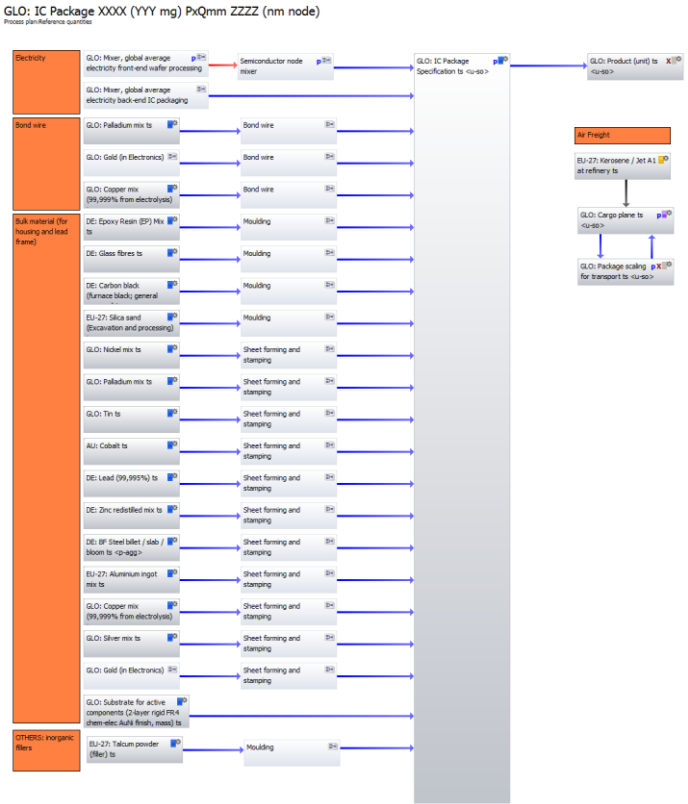 GLO: IC Package XXXX (YYY mg) PxQmm ZZZZ (nm node)
Process plan:Reference quantities
Electricity
GLO: Mixer, global average
electricity front-end wafer processing
Semiconductor node
mixer
GLO: IC Package
Specification ts <u-so>
GLO: Product (unit) ts
<u-so>
GLO: Mixer, global average
electricity back-end IC packaging
Bond wire
GLO: Palladium mix ts
Bond wire
GLO: Gold (in Electronics)
Bond wire
GLO: Copper mix
(99,999% from electrolysis)
Bond wire
Air Freight
EU-27: Kerosene / Jet A1
at refinery ts
GLO: Cargo plane ts
<u-so>
GLO: Package scaling
for transport ts <u-so>
Bulk material (for
housing and lead
frame)
DE: Epoxy Resin (EP) Mix
ts
Moulding
DE: Glass fibres ts
Moulding
DE: Carbon black
(furnace black; general
Moulding
EU-27: Silica sand
(Excavation and processing)
Moulding
GLO: Nickel mix ts
Sheet forming and
stamping
GLO: Palladium mix ts
Sheet forming and
stamping
GLO: Tin ts
Sheet forming and
stamping
AU: Cobalt ts
Sheet forming and
stamping
DE: Lead (99,995%) ts
Sheet forming and
stamping
DE: Zinc redistilled mix ts
Sheet forming and
stamping
DE: BF Steel billet / slab /
bloom ts <p-agg>
Sheet forming and
stamping
EU-27: Aluminium ingot
mix ts
Sheet forming and
stamping
GLO: Copper mix
(99,999% from electrolysis)
Sheet forming and
stamping
GLO: Silver mix ts
Sheet forming and
stamping
GLO: Gold (in Electronics)
Sheet forming and
stamping
GLO: Substrate for active
components (2-layer rigid FR4
chem-elec AuNi finish, mass) ts
OTHERS: inorganic
fillers
EU-27: Talcum powder
(filler) ts
Moulding